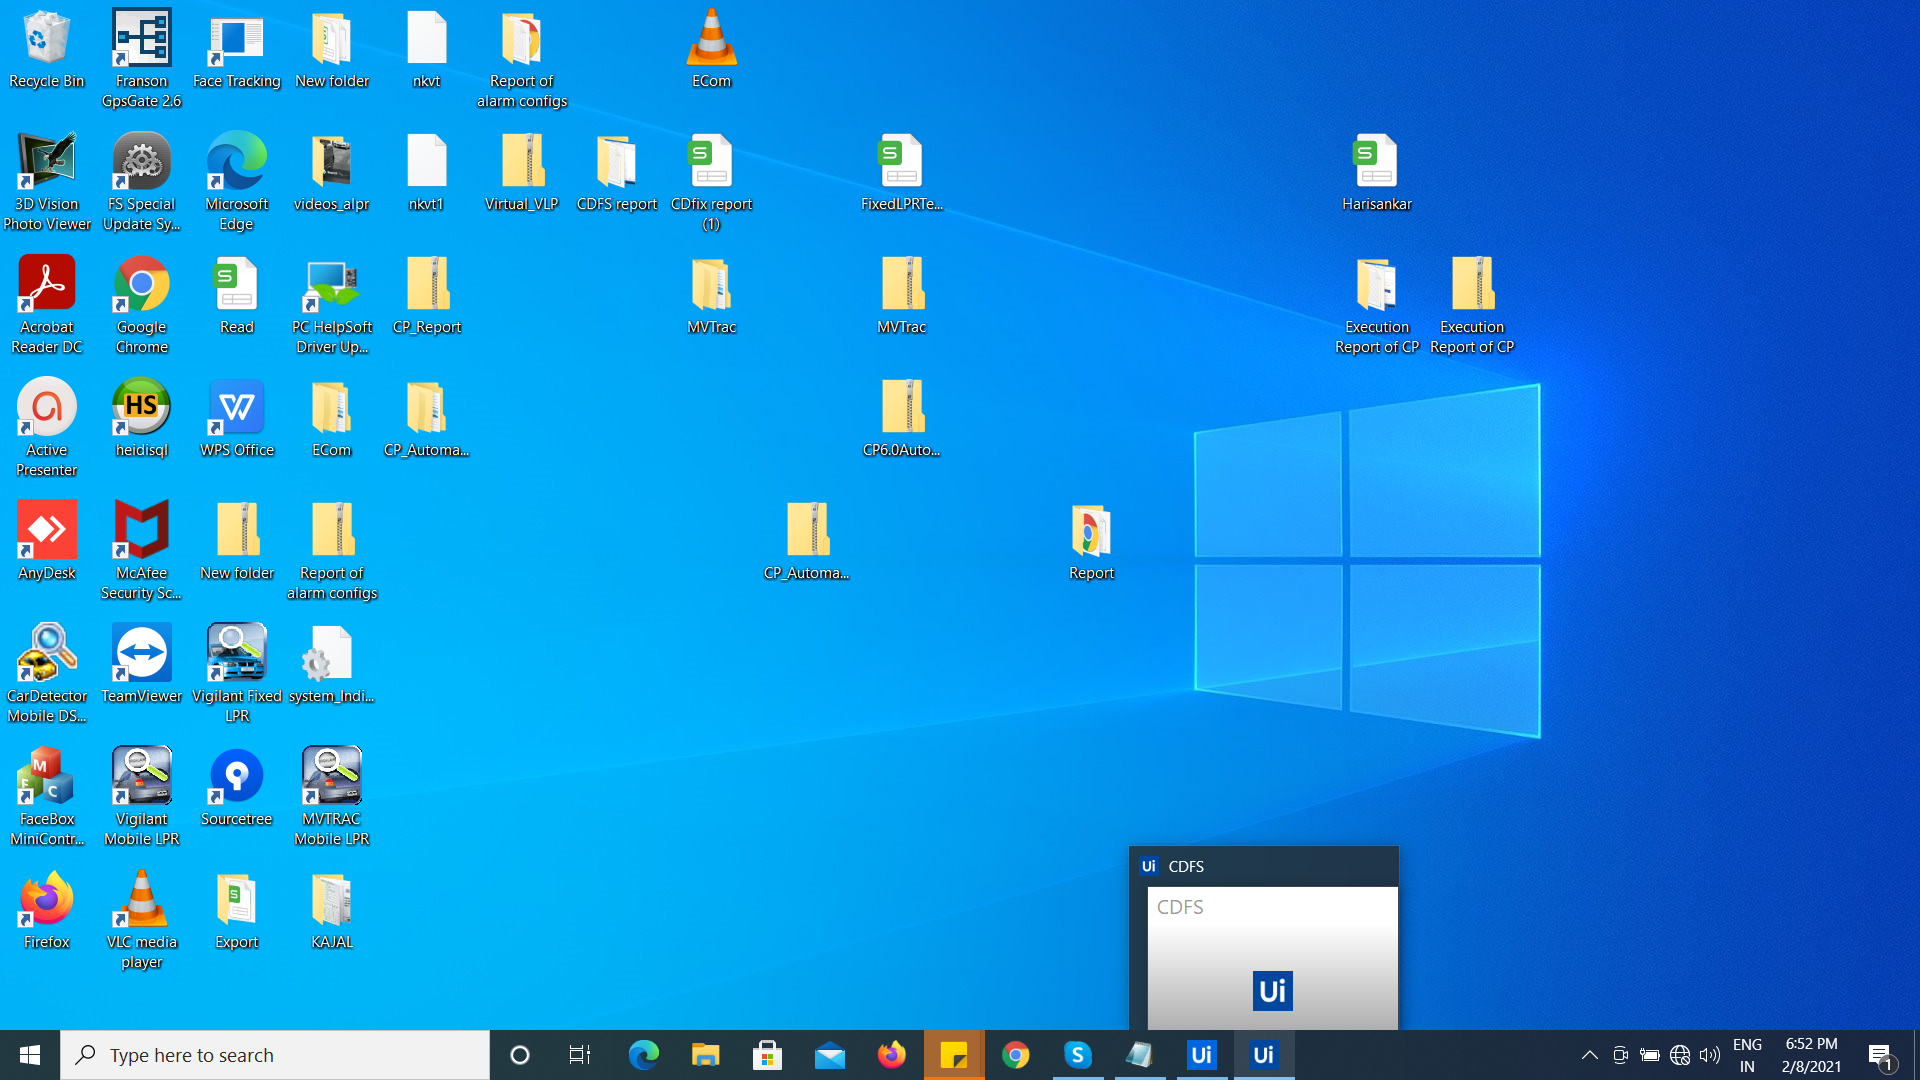 Recycle Bin
Franson
GpsGate 2.6
Face Tracking
New folder
nkvt
Report of
alarm configs
ECom
3D Vision
Photo Viewer
FS Special
Update Sy...
Microsoft
Edge
videos_alpr
nkvt1
Virtual_VLP
CDFS report
CDfix report
(1)
FixedLPRTe...
Harisankar
Acrobat
Reader DC
Google
Chrome
Read
PC HelpSoft
Driver Up...
CP_Report
MVTrac
MVTrac
Execution
Report of CP
Execution
Report of CP
Active
Presenter
HS
heidisql
WPS Office
ECom
CP_Automa...
CP6.0Auto...
AnyDesk
McAfee
Security Sc...
New folder
Report of
alarm configs
CP_Automa...
Report
CarDetector
Mobile DS...
TeamViewer
Vigilant Fixed
LPR
system_Indi...
M
F
C
FaceBox
MiniContr...
Vigilant
Mobile LPR
Sourcetree
MVTRAC
Mobile LPR
Firefox
VLC media
player
Export
KAJAL
Ui CDFS
CDFS
Ui
Type here to search
S
Ui
Ui
ENG
IN
6:52 PM
2/8/2021
1